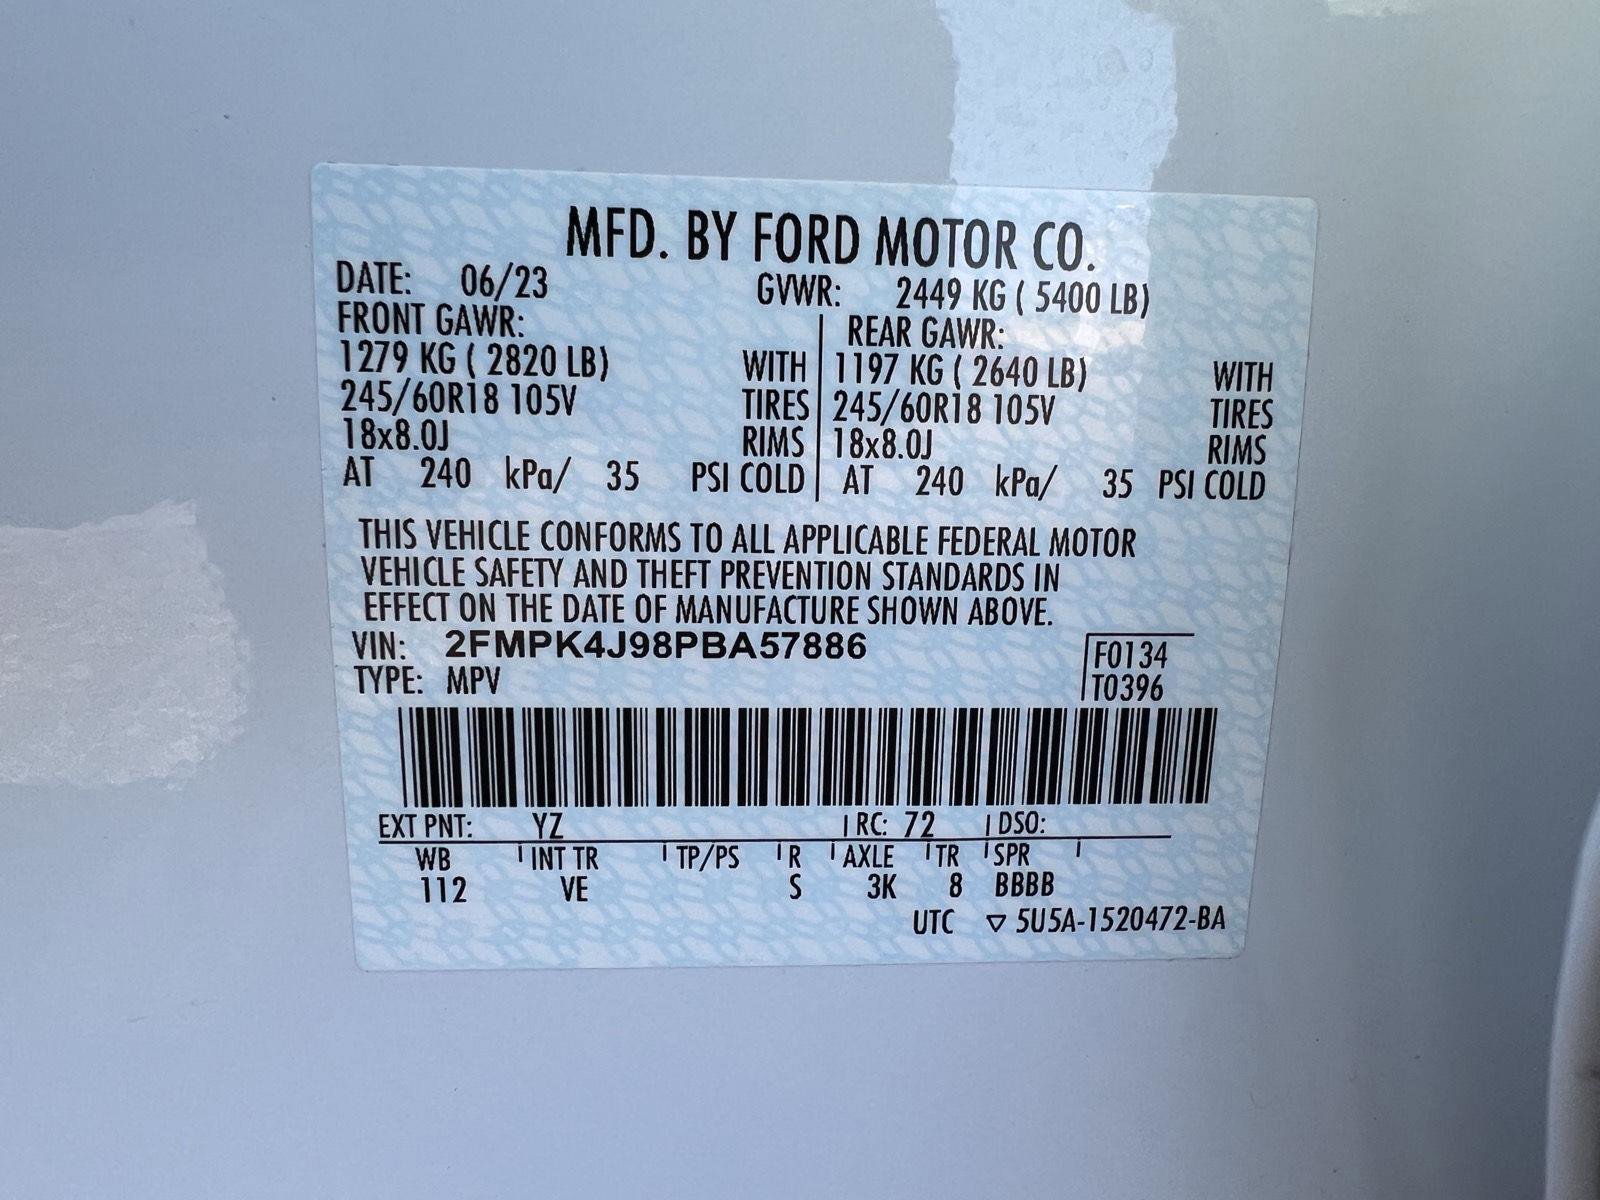 MFD. BY FORD MOTOR CO.
DATE: 06/23 GVWR: 2449 KG ( 5400 LB)
FRONT GAWR: REAR GAWR:
1279 KG ( 2820 LB) WITH 1197 KG ( 2640 LB) WITH
245/60R18 105V TIRES 245/60R18 105V TIRES
18x8.0J RIMS 18x8.0J RIMS
AT 240 kPa/ 35 PSI COLD AT 240 kPa/ 35 PSI COLD
THIS VEHICLE CONFORMS TO ALL APPLICABLE FEDERAL MOTOR
VEHICLE SAFETY AND THEFT PREVENTION STANDARDS IN
EFFECT ON THE DATE OF MANUFACTURE SHOWN ABOVE.
VIN: 2FMPK4J98PBA57886 F0134
TYPE: MPV T0396
EXT PNT: YZ RC: 72 DSO:
WB INT TR TP/PS R AXLE TR SPR
112 VE S 3K 8 BBBB
UTC ▽ 5U5A-1520472-BA